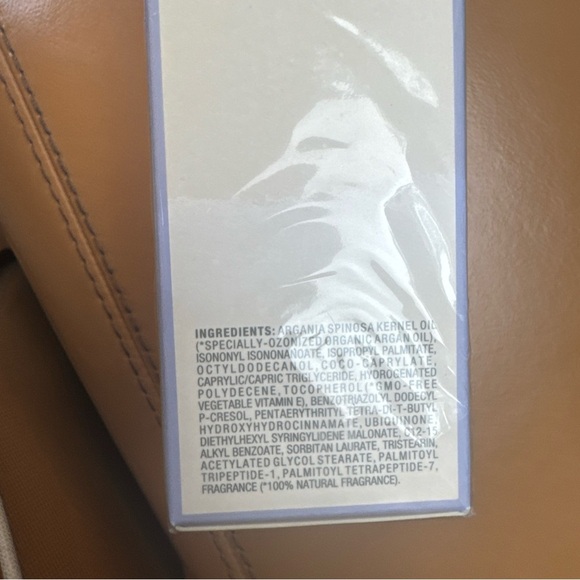 INGREDIENTS: ARGANIA SPINOSA KERNEL OIL
(*SPECIALLY-OZONIZED ORGANIC ARGAN OIL),
ISONONYL ISONONANOATE, ISOPROPYL PALMITATE,
OCTYLDODECANOL, COCO-CAPRYLATE,
CAPRYLIC/CAPRIC TRIGLYCERIDE, HYDROGENATED
POLYDECENE, TOCOPHEROL (*GMO-FREE
VEGETABLE VITAMIN E), BENZOTRIAZOLYL DODECYL
P-CRESOL, PENTAERYTHRITYL TETRA-DI-T-BUTYL
HYDROXYHYDROCINNAMATE, UBIQUINONE,
DIETHYLHEXYL SYRINGYLIDENE MALONATE, C12-15
ALKYL BENZOATE, SORBITAN LAURATE, TRISTEARIN,
ACETYLATED GLYCOL STEARATE, PALMITOYL
TRIPEPTIDE-1, PALMITOYL TETRAPEPTIDE-7,
FRAGRANCE (*100% NATURAL FRAGRANCE).